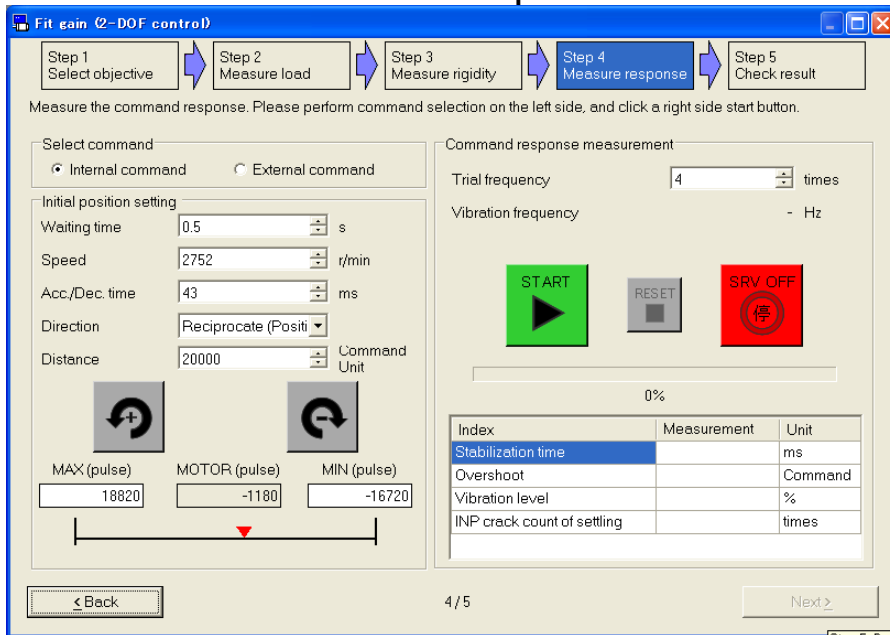 Fit gain (2-DOF control)
Step 1
Select objective
Step 2
Measure load
Step 3
Measure rigidity
Step 4
Measure response
Step 5
Check result
Measure the command response. Please perform command selection on the left side, and click a right side start button.
Select command
Internal command
External command
Initial position setting
Waiting time 0.5 s
Speed 2752 r/min
Acc./Dec. time 43 ms
Direction Reciprocate (Positi
Distance 20000 Command Unit
MAX (pulse) MOTOR (pulse) MIN (pulse)
18820 -1180 -16720
Command response measurement
Trial frequency 4 times
Vibration frequency - Hz
START
RESET
SRV OFF
停
0%
Index Measurement Unit
Stabilization time ms
Overshoot Command
Vibration level %
INP crack count of settling times
< Back
4 / 5
Next >